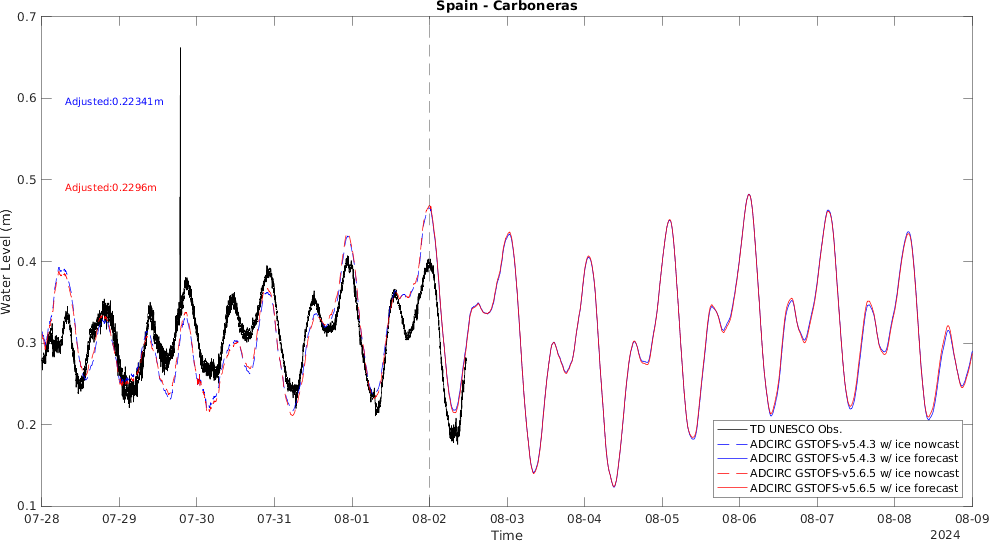 Spain - Carboneras
0.7
0.6
0.5
0.4
0.3
0.2
0.1
Water Level (m)
Adjusted:0.22341m
Adjusted:0.2296m
TD UNESCO Obs.
ADCIRC GSTOFS-v5.4.3 w/ ice nowcast
ADCIRC GSTOFS-v5.4.3 w/ ice forecast
ADCIRC GSTOFS-v5.6.5 w/ ice nowcast
ADCIRC GSTOFS-v5.6.5 w/ ice forecast
07-28 07-29 07-30 07-31 08-01 08-02 08-03 08-04 08-05 08-06 08-07 08-08 08-09
Time
2024